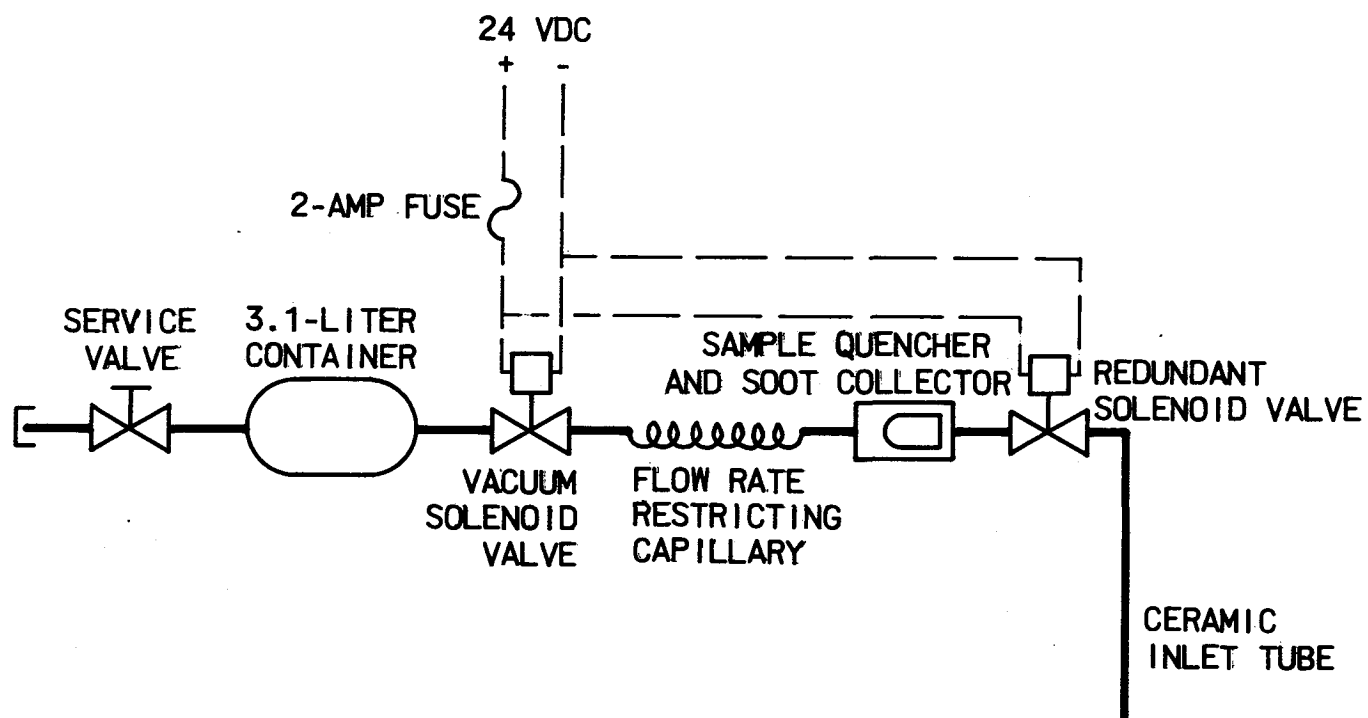 24 VDC
+ -
2-AMP FUSE
SERVICE
VALVE
3.1-LITER
CONTAINER
SAMPLE QUENCHER
AND SOOT COLLECTOR
REDUNDANT
SOLENOID VALVE
VACUUM
SOLENOID
VALVE
FLOW RATE
RESTRICTING
CAPILLARY
CERAMIC
INLET TUBE